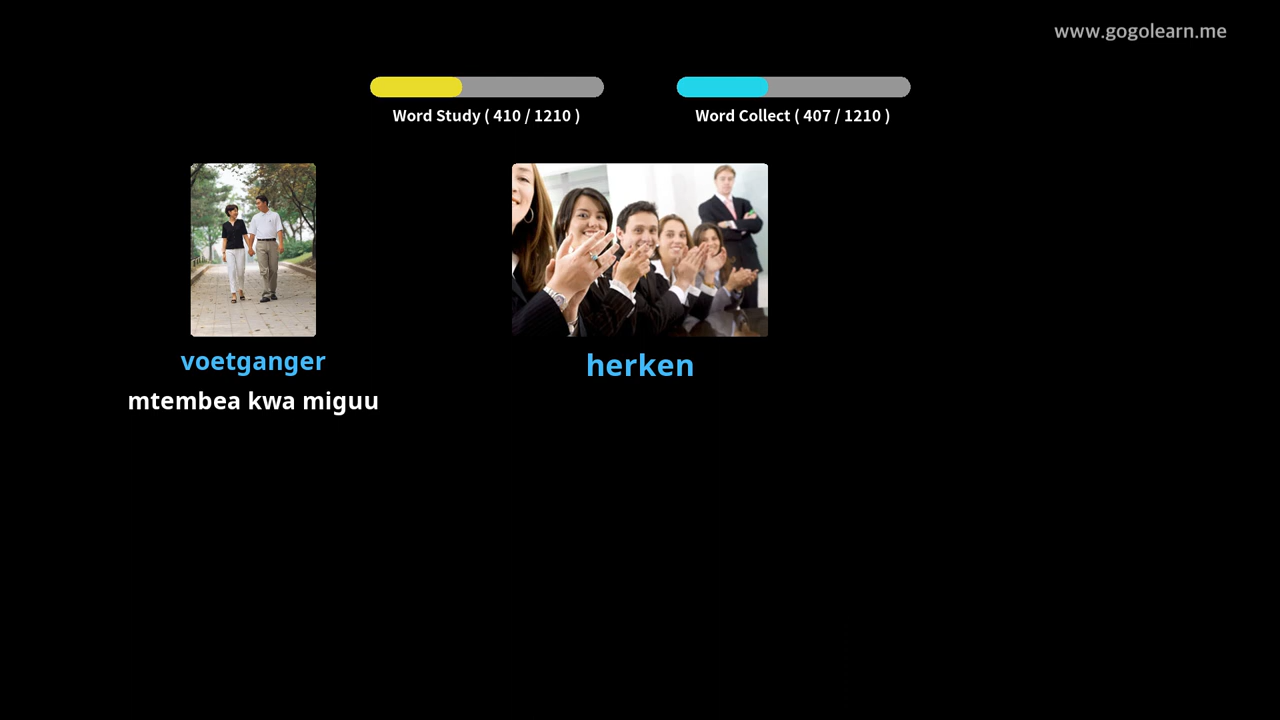 www.gogolearn.me
Word Study ( 410 / 1210 )
Word Collect ( 407 / 1210 )
voetganger
mtembea kwa miguu
herken